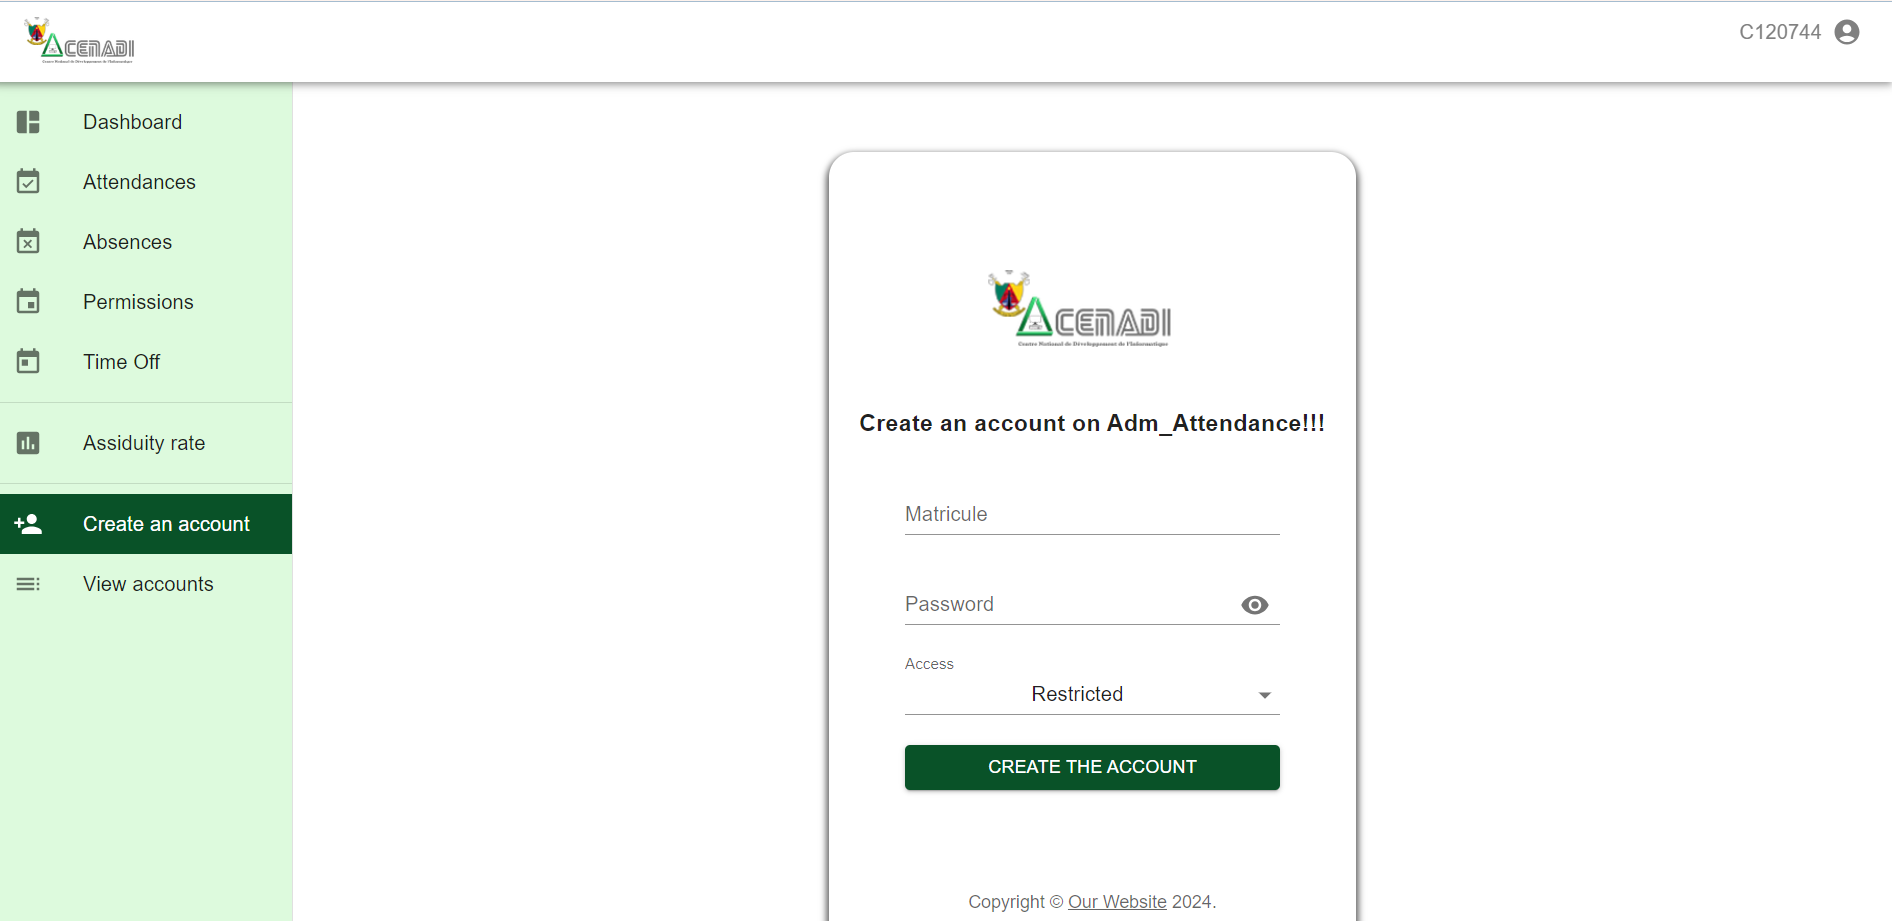 CENADI
Centre National de Développement de l'Informatique
C120744
Dashboard
Attendances
Absences
Permissions
Time Off
Assiduity rate
Create an account
View accounts
CENADI
Centre National de Développement de l'Informatique
Create an account on Adm_Attendance!!!
Matricule
Password
Access
Restricted
CREATE THE ACCOUNT
Copyright © Our Website 2024.